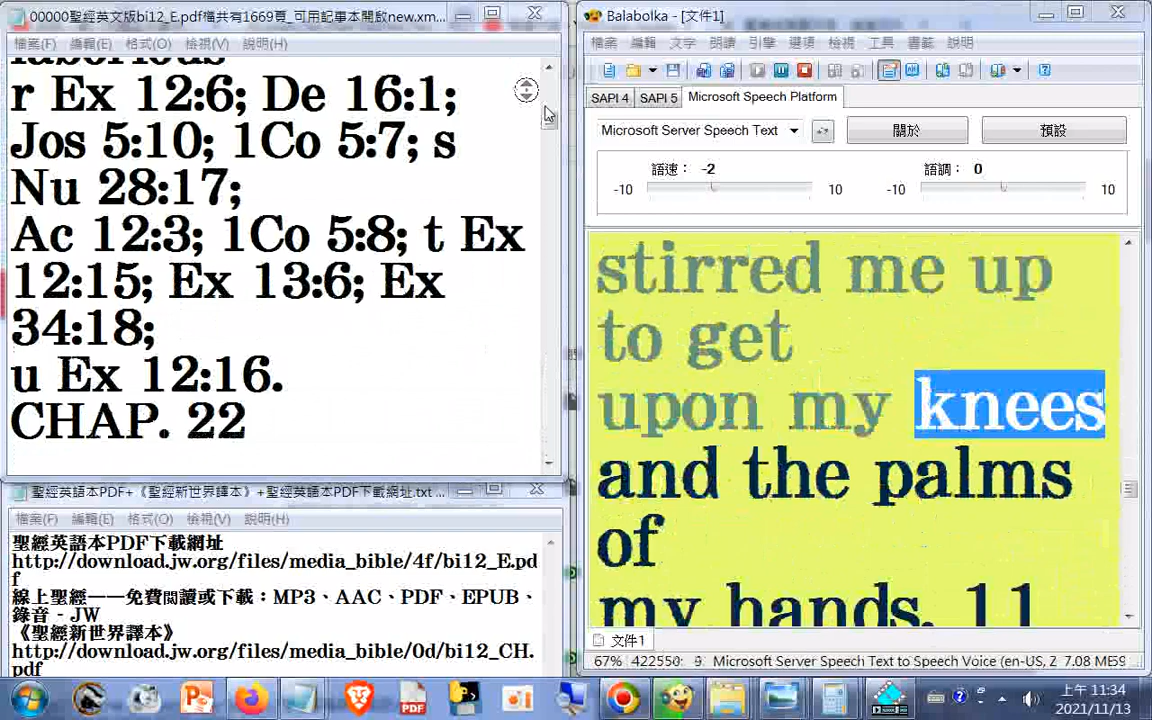 00000聖經英文版bi12_E.pdf檔共有1669頁_可用記事本開啟new.xm...
檔案(F) 編輯(E) 格式(O) 檢視(V) 說明(H)
r Ex 12:6; De 16:1;
Jos 5:10; 1Co 5:7; s
Nu 28:17;
Ac 12:3; 1Co 5:8; t Ex
12:15; Ex 13:6; Ex
34:18;
u Ex 12:16.
CHAP. 22
聖經英語本PDF+《聖經新世界譯本》+聖經英語本PDF下載網址.txt ...
檔案(F) 編輯(E) 格式(O) 檢視(V) 說明(H)
聖經英語本PDF下載網址
http://download.jw.org/files/media_bible/4f/bi12_E.pd
f
線上聖經——免費閱讀或下載：MP3、AAC、PDF、EPUB、
錄音 - JW
《聖經新世界譯本》
http://download.jw.org/files/media_bible/0d/bi12_CH.
pdf
Balabolka - [文件1]
檔案 編輯 文字 朗讀 引擎 選項 檢視 工具 書籤 說明
SAPI 4 SAPI 5 Microsoft Speech Platform
Microsoft Server Speech Text 關於 預設
語速： -2 語調： 0
-10 10 -10 10
stirred me up
to get
upon my knees
and the palms
of
my hands. 11
文件1
67% 422550: Microsoft Server Speech Text to Speech Voice (en-US, Z 7.08 ME59
上午 11:34
2021/11/13